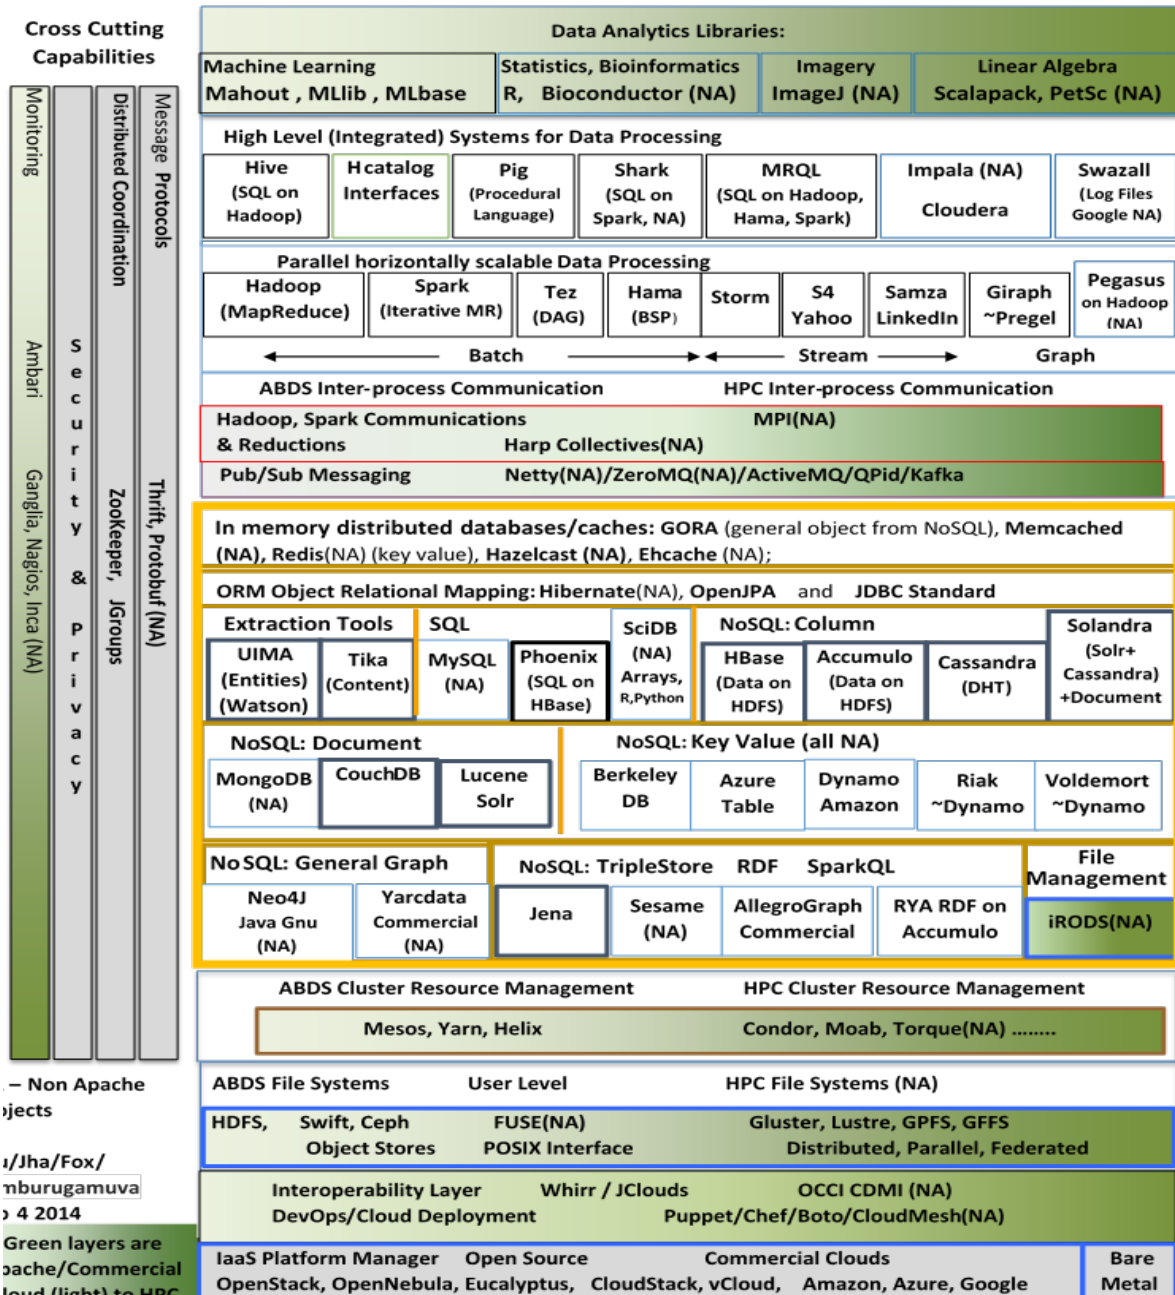 Cross Cutting
Capabilities
Monitoring
Ambari
Ganglia, Nagios, Inca (NA)
Security & Privacy
Distributed Coordination
ZooKeeper, JGroups
Message Protocols
Thrift, Protobuf (NA)
Data Analytics Libraries:
Machine Learning
Mahout , MLlib , MLbase
Statistics, Bioinformatics
R, Bioconductor (NA)
Imagery
ImageJ (NA)
Linear Algebra
Scalapack, PetSc (NA)
High Level (Integrated) Systems for Data Processing
Hive
(SQL on
Hadoop)
Hcatalog
Interfaces
Pig
(Procedural
Language)
Shark
(SQL on
Spark, NA)
MRQL
(SQL on Hadoop,
Hama, Spark)
Impala (NA)
Cloudera
Swazall
(Log Files
Google NA)
Parallel horizontally scalable Data Processing
Hadoop
(MapReduce)
Spark
(Iterative MR)
Tez
(DAG)
Hama
(BSP)
Storm
S4
Yahoo
Samza
LinkedIn
Giraph
~Pregel
Pegasus
on Hadoop
(NA)
Batch
Stream
Graph
ABDS Inter-process Communication
HPC Inter-process Communication
Hadoop, Spark Communications
MPI(NA)
& Reductions
Harp Collectives(NA)
Pub/Sub Messaging
Netty(NA)/ZeroMQ(NA)/ActiveMQ/QPid/Kafka
In memory distributed databases/caches: GORA (general object from NoSQL), Memcached
(NA), Redis(NA) (key value), Hazelcast (NA), Ehcache (NA);
ORM Object Relational Mapping: Hibernate(NA), OpenJPA and JDBC Standard
Extraction Tools
UIMA
(Entities)
(Watson)
Tika
(Content)
SQL
MySQL
(NA)
Phoenix
(SQL on
HBase)
SciDB
(NA)
Arrays,
R,Python
NoSQL: Column
HBase
(Data on
HDFS)
Accumulo
(Data on
HDFS)
Cassandra
(DHT)
Solandra
(Solr+
Cassandra)
+Document
NoSQL: Document
MongoDB
(NA)
CouchDB
Lucene
Solr
NoSQL: Key Value (all NA)
Berkeley
DB
Azure
Table
Dynamo
Amazon
Riak
~Dynamo
Voldemort
~Dynamo
NoSQL: General Graph
Neo4J
Java Gnu
(NA)
Yarcdata
Commercial
(NA)
NoSQL: TripleStore RDF SparkQL
Jena
Sesame
(NA)
AllegroGraph
Commercial
RYA RDF on
Accumulo
File
Management
iRODS(NA)
ABDS Cluster Resource Management
HPC Cluster Resource Management
Mesos, Yarn, Helix
Condor, Moab, Torque(NA) ........
ABDS File Systems
User Level
HPC File Systems (NA)
HDFS, Swift, Ceph
FUSE(NA)
Gluster, Lustre, GPFS, GFFS
Object Stores
POSIX Interface
Distributed, Parallel, Federated
Interoperability Layer
Whirr / JClouds
OCCI CDMI (NA)
DevOps/Cloud Deployment
Puppet/Chef/Boto/CloudMesh(NA)
IaaS Platform Manager
Open Source
Commercial Clouds
OpenStack, OpenNebula, Eucalyptus, CloudStack, vCloud, Amazon, Azure, Google
Bare
Metal
– Non Apache
/Jha/Fox/
4 2014
Green layers are
/Commercial
(light) to HPC